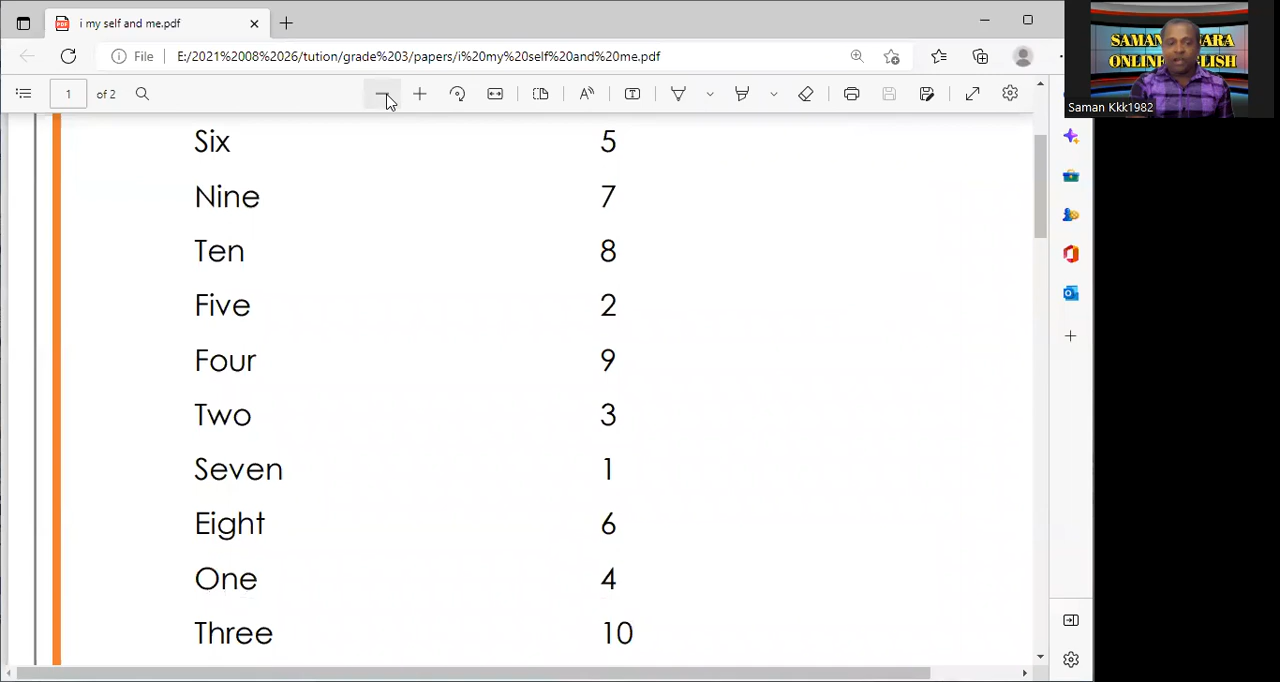 i my self and me.pdf
File E:/2021%2008%2026/tution/grade%203/papers/i%20my%20self%20and%20me.pdf
1 of 2
Six 5
Nine 7
Ten 8
Five 2
Four 9
Two 3
Seven 1
Eight 6
One 4
Three 10
ONLINE ENGLISH
Saman Kkk1982